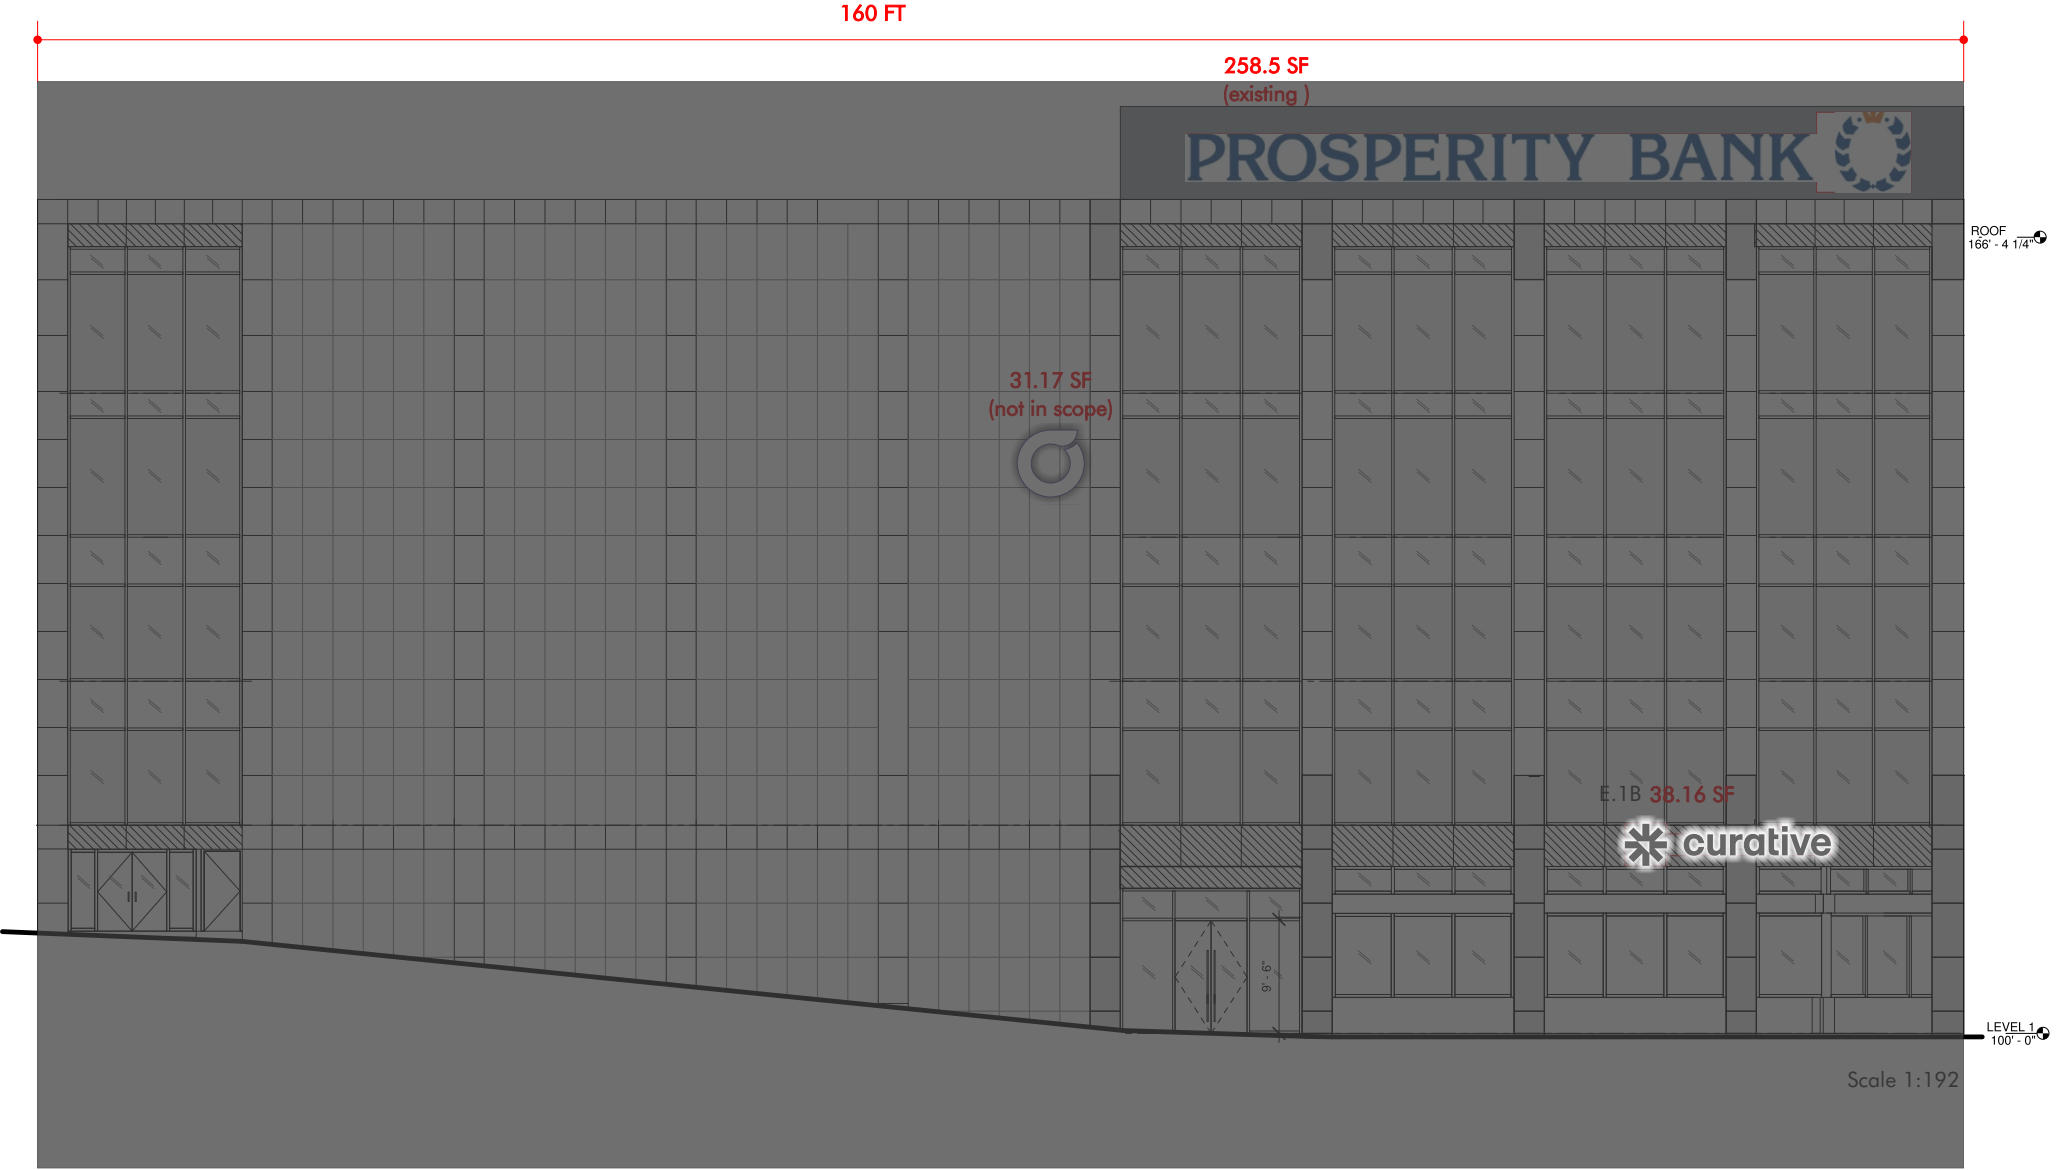 160 FT
258.5 SF
(existing )
PROSPERITY BANK
ROOF
166' - 4 1/4"
31.17 SF
(not in scope)
E.1B 38.16 SF
curative
9' - 6"
LEVEL 1
100' - 0"
Scale 1:192